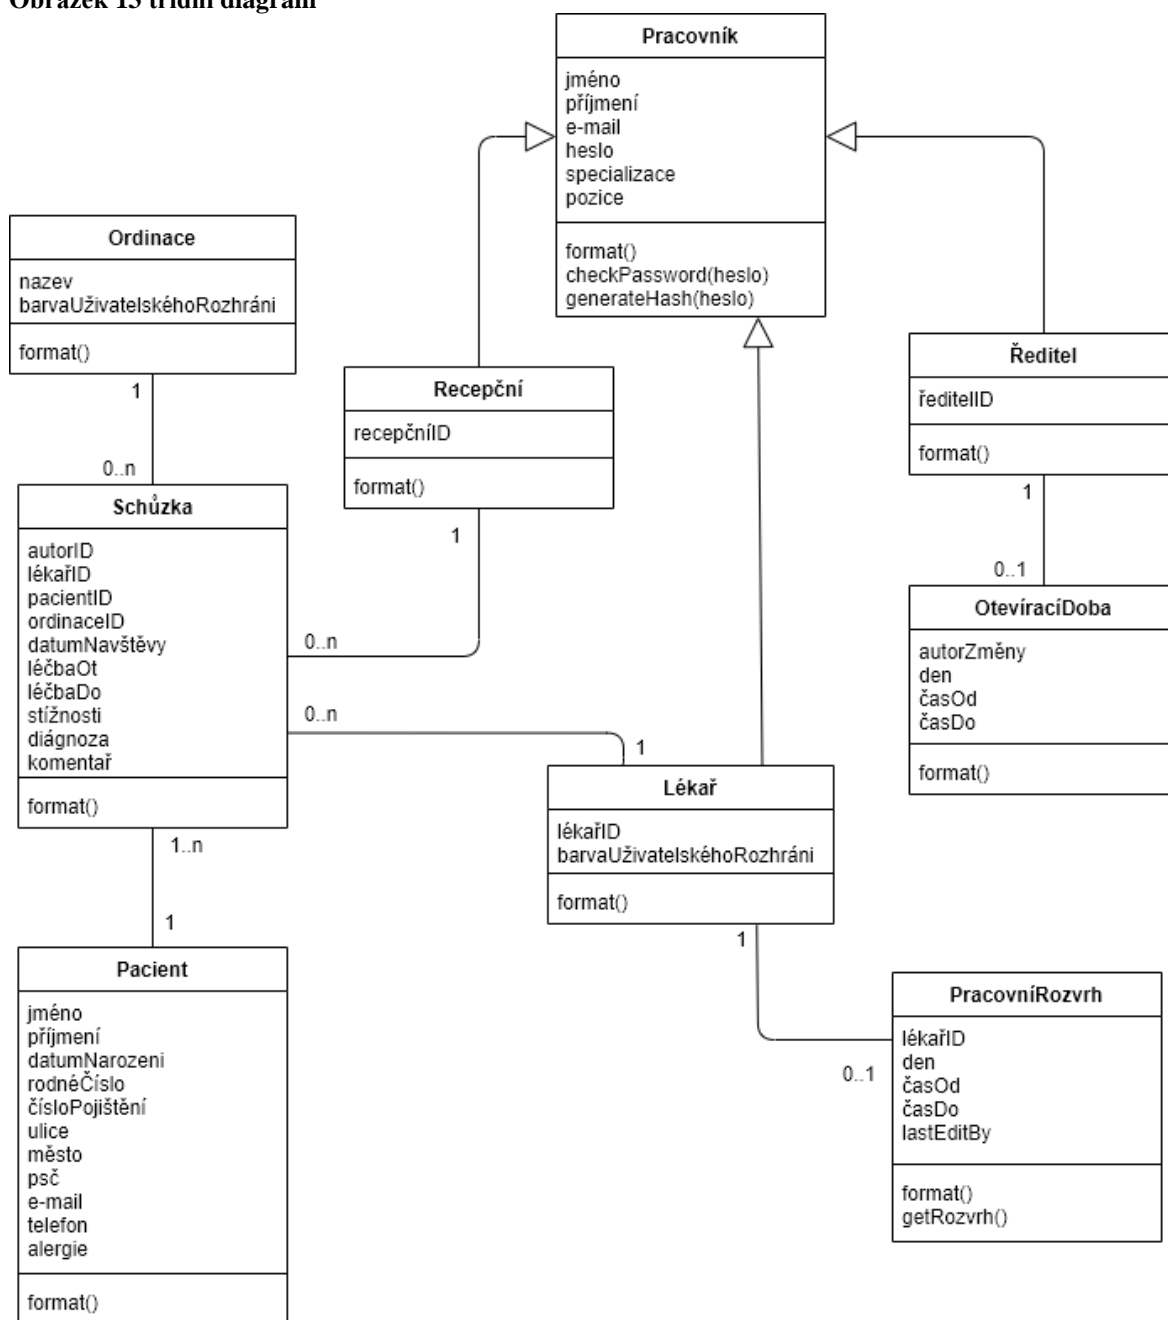 Obrázek 13 třídní diagram
Pracovník
jméno
příjmení
e-mail
heslo
specializace
pozice
format()
checkPassword(heslo)
generateHash(heslo)
Ordinace
nazev
barvaUživatelskéhoRozhráni
format()
1
0..n
Recepční
recepčníID
format()
1
0..n
Ředitel
ředitelID
format()
1
0..1
OtevíracíDoba
autorZměny
den
časOd
časDo
format()
Schůzka
autorID
lékařID
pacientID
ordinaceID
datumNavštěvy
léčbaOt
léčbaDo
stížnosti
diágnoza
komentař
format()
0..n
1
1..n
1
Lékař
lékařID
barvaUživatelskéhoRozhráni
format()
1
0..1
PracovníRozvrh
lékařID
den
časOd
časDo
lastEditBy
format()
getRozvrh()
Pacient
jméno
příjmení
datumNarozeni
rodnéČíslo
čísloPojištění
ulice
město
psč
e-mail
telefon
alergie
format()